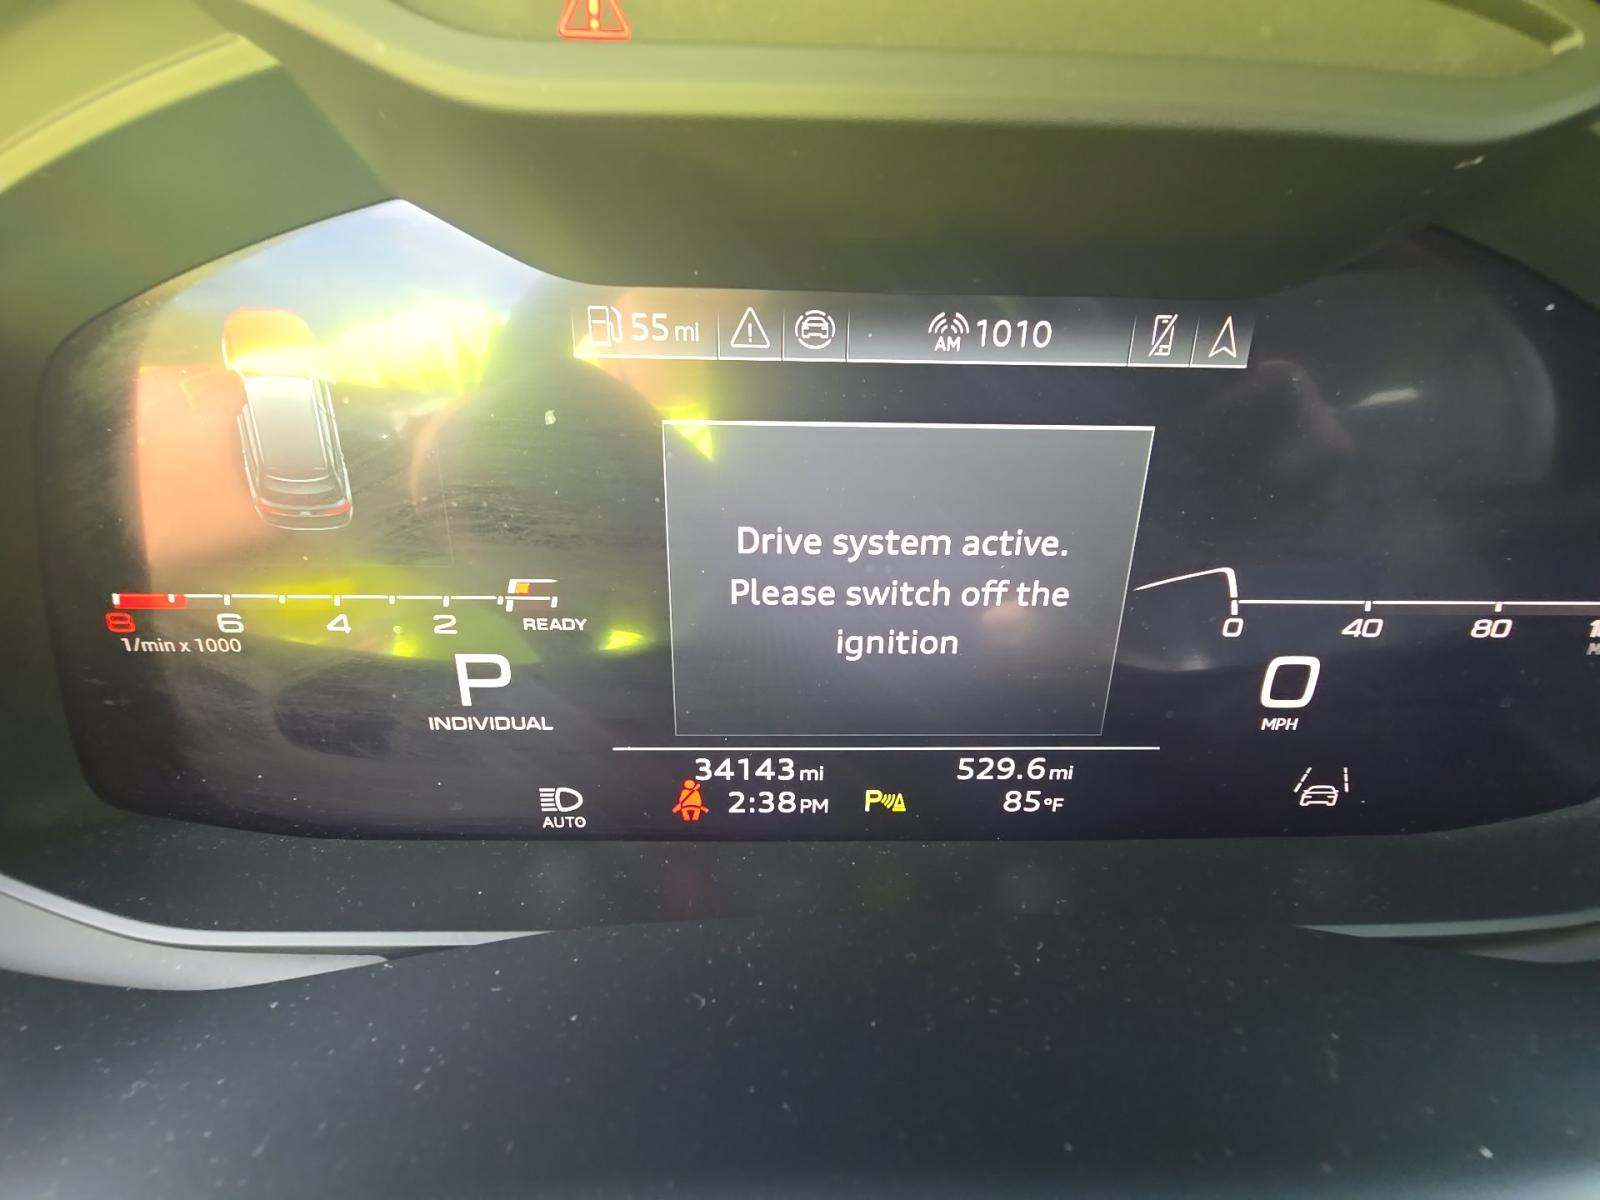 55 mi
AM 1010
Drive system active.
Please switch off the
ignition
8 6 4 2 READY
1/min x 1000
P
INDIVIDUAL
0 40 80
0
MPH
34143 mi 529.6 mi
2:38 PM P 85°F
AUTO